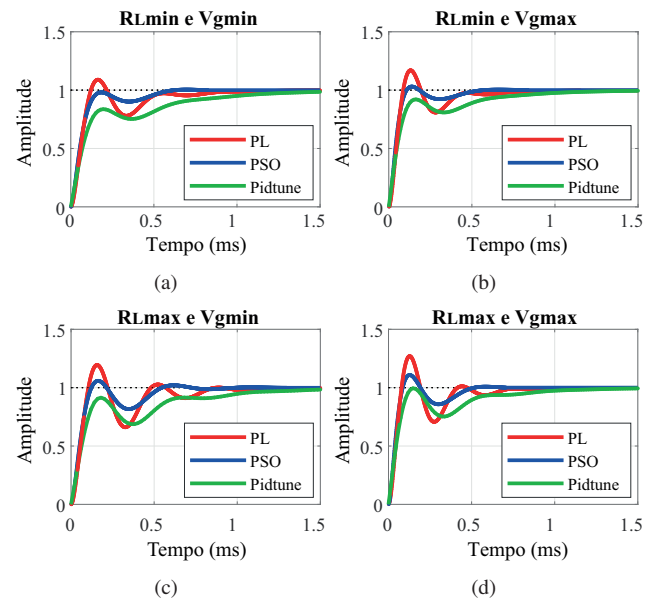 RLmin e Vgmin
1.5
1
0.5
0
Amplitude
PL
PSO
Pidtune
0 0.5 1 1.5
Tempo (ms)
(a)
RLmin e Vgmax
1.5
1
0.5
0
Amplitude
PL
PSO
Pidtune
0 0.5 1 1.5
Tempo (ms)
(b)
RLmax e Vgmin
1.5
1
0.5
0
Amplitude
PL
PSO
Pidtune
0 0.5 1 1.5
Tempo (ms)
(c)
RLmax e Vgmax
1.5
1
0.5
0
Amplitude
PL
PSO
Pidtune
0 0.5 1 1.5
Tempo (ms)
(d)